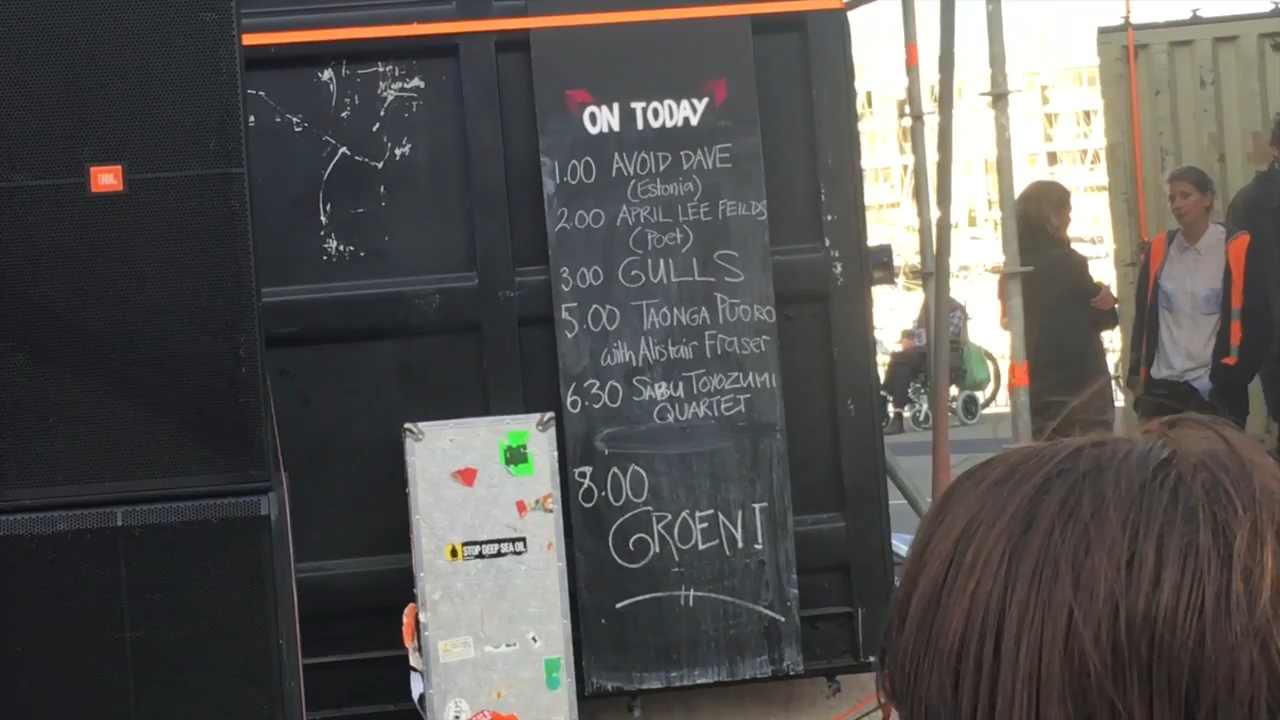 JBL
ON TODAY
1.00 AVOID DAVE
(Estonia)
2.00 APRIL LEE FEILDS
(Poet)
3.00 GULLS
5.00 TAONGA PUORO
with Alistair Fraser
6.30 SABU TOYOZUMI
QUARTET
8.00
GROENI
STOP DEEP SEA OIL